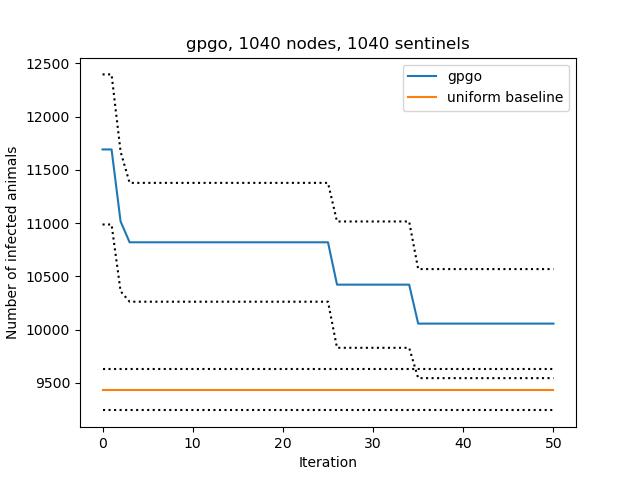 gpgo, 1040 nodes, 1040 sentinels
gpgo
uniform baseline
Number of infected animals
12500
12000
11500
11000
10500
10000
9500
0 10 20 30 40 50
Iteration